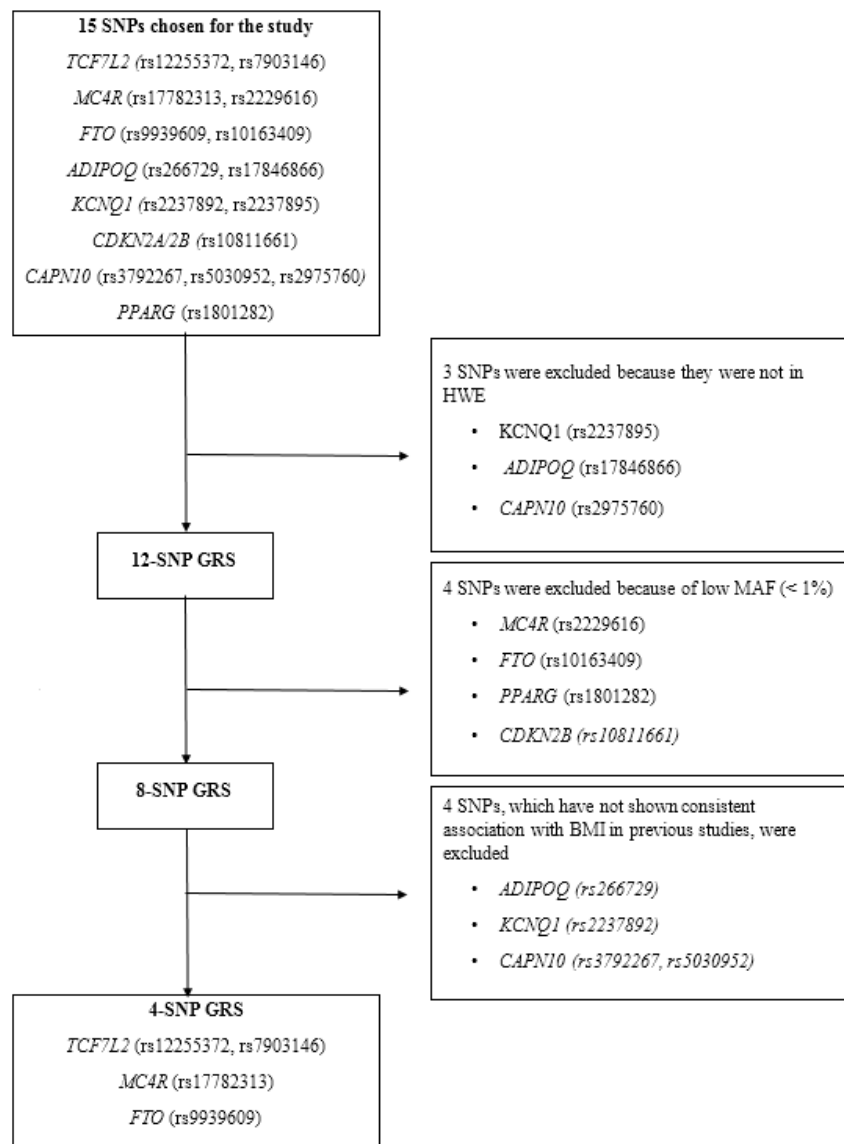 15 SNPs chosen for the study
TCF7L2 (rs12255372, rs7903146)
MC4R (rs17782313, rs2229616)
FTO (rs9939609, rs10163409)
ADIPOQ (rs266729, rs17846866)
KCNQ1 (rs2237892, rs2237895)
CDKN2A/2B (rs10811661)
CAPN10 (rs3792267, rs5030952, rs2975760)
PPARG (rs1801282)
3 SNPs were excluded because they were not in
HWE
• KCNQ1 (rs2237895)
• ADIPOQ (rs17846866)
• CAPN10 (rs2975760)
12-SNP GRS
4 SNPs were excluded because of low MAF (< 1%)
• MC4R (rs2229616)
• FTO (rs10163409)
• PPARG (rs1801282)
• CDKN2B (rs10811661)
8-SNP GRS
4 SNPs, which have not shown consistent
association with BMI in previous studies, were
excluded
• ADIPOQ (rs266729)
• KCNQ1 (rs2237892)
• CAPN10 (rs3792267, rs5030952)
4-SNP GRS
TCF7L2 (rs12255372, rs7903146)
MC4R (rs17782313)
FTO (rs9939609)